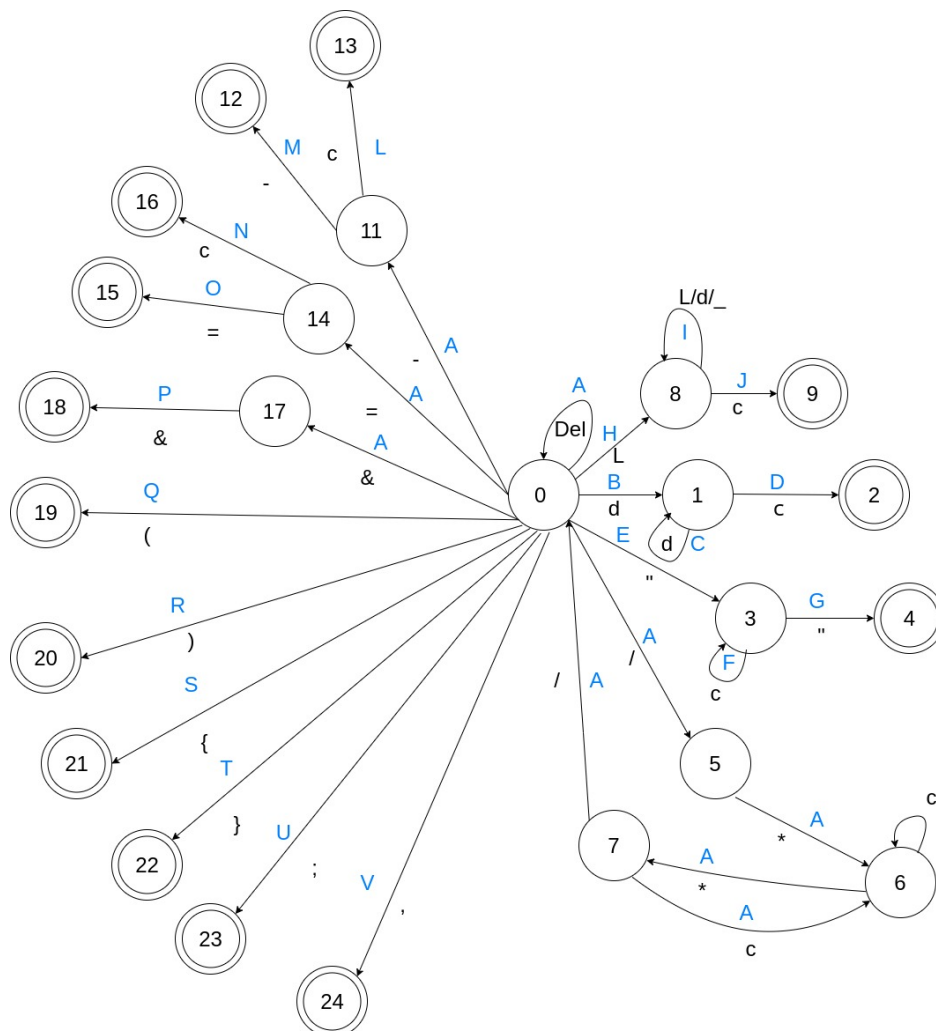 13
12
M
c
L
-
16
N
11
c
15
O
14
=
L/d/_
I
-
A
8
J
9
c
A
A
Del
18
P
17
=
&
A
&
H
L
19
Q
(
0
B
d
1
D
c
2
d
C
E
"
3
G
"
4
F
c
R
)
20
A
/
/
A
S
{
21
5
T
}
22
U
;
23
V
,
24
A
*
c
7
A
*
6
A
c